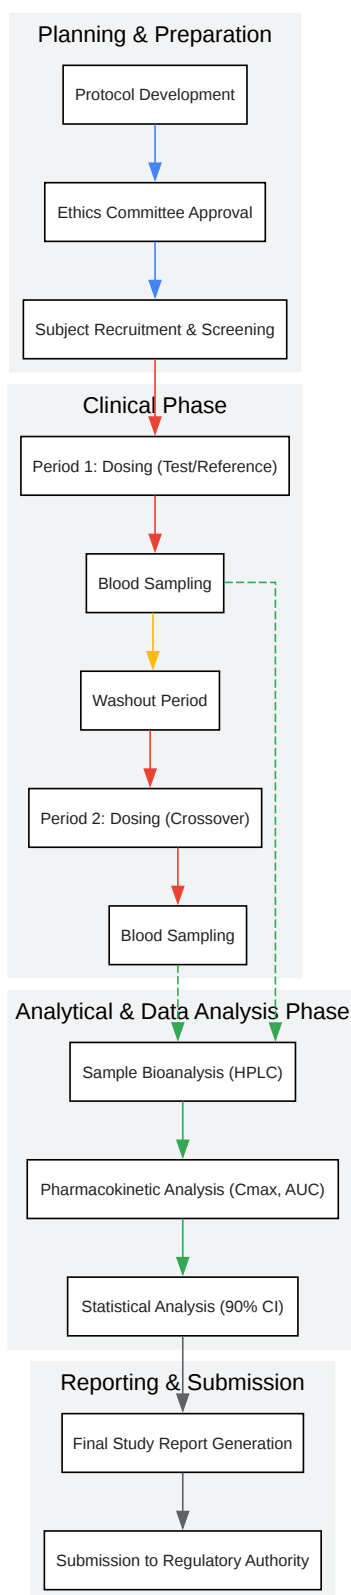 Planning & Preparation
Protocol Development
Ethics Committee Approval
Subject Recruitment & Screening
Clinical Phase
Period 1: Dosing (Test/Reference)
Blood Sampling
Washout Period
Period 2: Dosing (Crossover)
Blood Sampling
Analytical & Data Analysis Phase
Sample Bioanalysis (HPLC)
Pharmacokinetic Analysis (Cmax, AUC)
Statistical Analysis (90% CI)
Reporting & Submission
Final Study Report Generation
Submission to Regulatory Authority